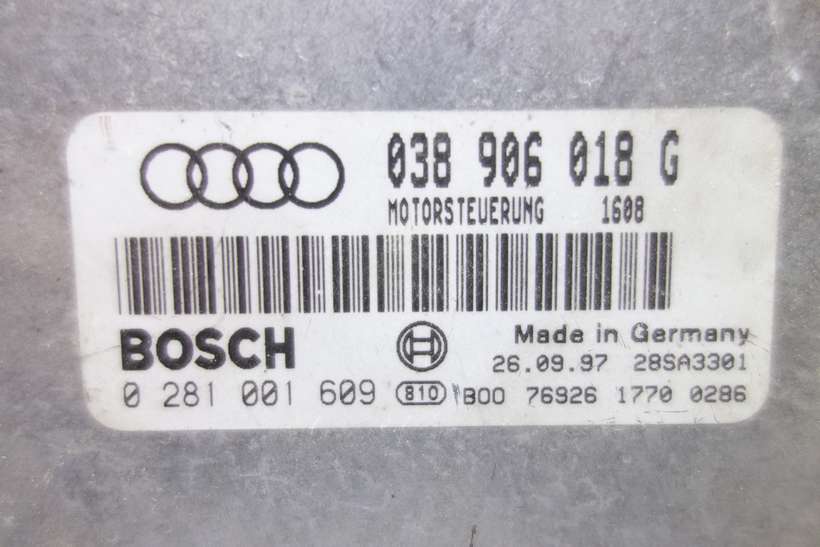 038 906 018 G
MOTORSTEUERUNG 1608
BOSCH
Made in Germany
26.09.97 28SA3301
0 281 001 609 810 B00 76926 1770 0286